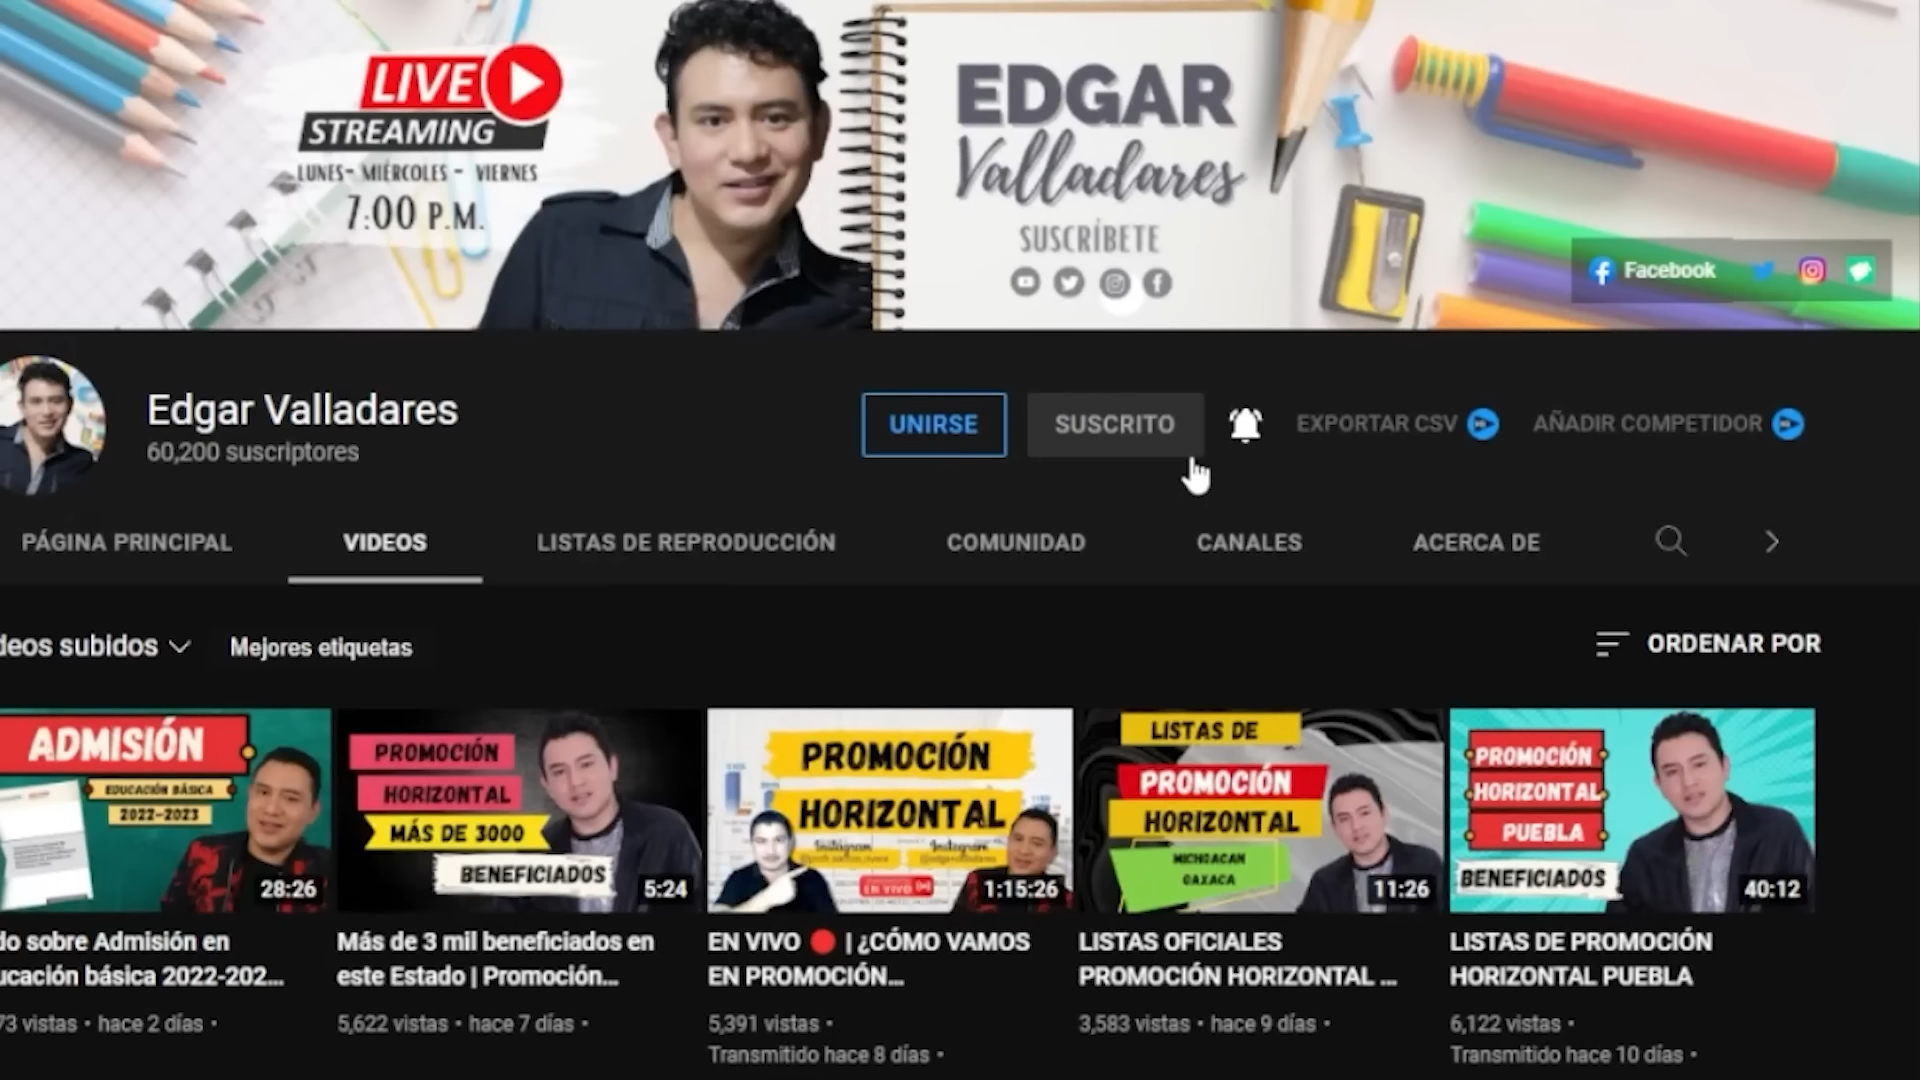 LIVE
STREAMING
LUNES- MIÉRCOLES - VIERNES
7:00 P.M.
EDGAR
Valladares
SUSCRÍBETE
Facebook
Edgar Valladares
60,200 suscriptores
UNIRSE
SUSCRITO
EXPORTAR CSV
AÑADIR COMPETIDOR
PÁGINA PRINCIPAL
VIDEOS
LISTAS DE REPRODUCCIÓN
COMUNIDAD
CANALES
ACERCA DE
deos subidos
Mejores etiquetas
ORDENAR POR
ADMISIÓN
EDUCACIÓN BÁSICA
2022-2023
28:26
do sobre Admisión en
ucación básica 2022-202...
73 vistas • hace 2 días •
PROMOCIÓN
HORIZONTAL
MÁS DE 3000
BENEFICIADOS
5:24
Más de 3 mil beneficiados en
este Estado | Promoción...
5,622 vistas • hace 7 días •
PROMOCIÓN
HORIZONTAL
Instagram
Instagram
EN VIVO
1:15:26
EN VIVO 🔴 | ¿CÓMO VAMOS
EN PROMOCIÓN...
5,391 vistas •
Transmitido hace 8 días •
LISTAS DE
PROMOCIÓN
HORIZONTAL
MICHOACAN
OAXACA
11:26
LISTAS OFICIALES
PROMOCIÓN HORIZONTAL ...
3,583 vistas • hace 9 días •
PROMOCIÓN
HORIZONTAL
PUEBLA
BENEFICIADOS
40:12
LISTAS DE PROMOCIÓN
HORIZONTAL PUEBLA
6,122 vistas •
Transmitido hace 10 días •